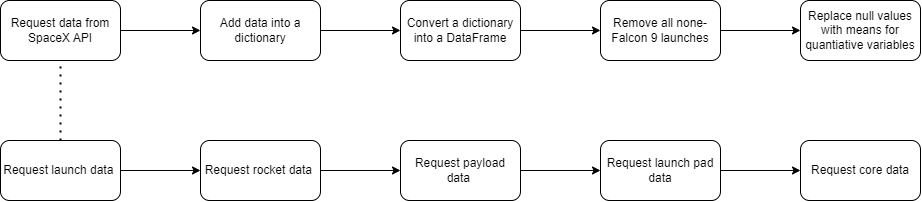 Request data from
SpaceX API
Add data into a
dictionary
Convert a dictionary
into a DataFrame
Remove all none-
Falcon 9 launches
Replace null values
with means for
quantiative variables
Request launch data
Request rocket data
Request payload
data
Request launch pad
data
Request core data